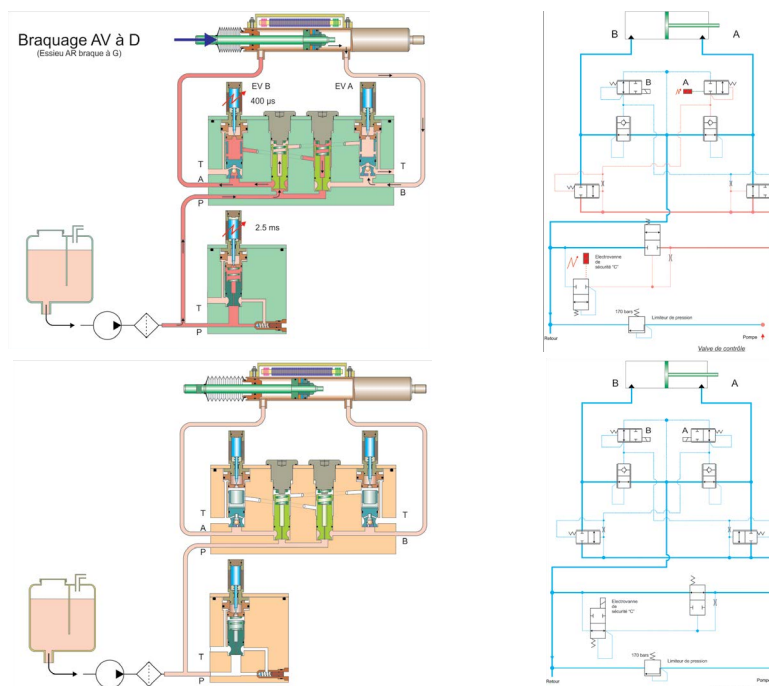 Braquage AV à D
(Essieu AR braque à G)
EV B
400 µs
EV A
T
T
A
B
P
2.5 ms
T
P
B
A
B
A
Electrovanne
de
sécurité "C"
170 bars
Limiteur de pression
Retour
Pompe
Valve de contrôle
T
T
A
B
P
T
P
B
A
B
A
Electrovanne
de
sécurité "C"
170 bars
Limiteur de pression
Retour
Pompe